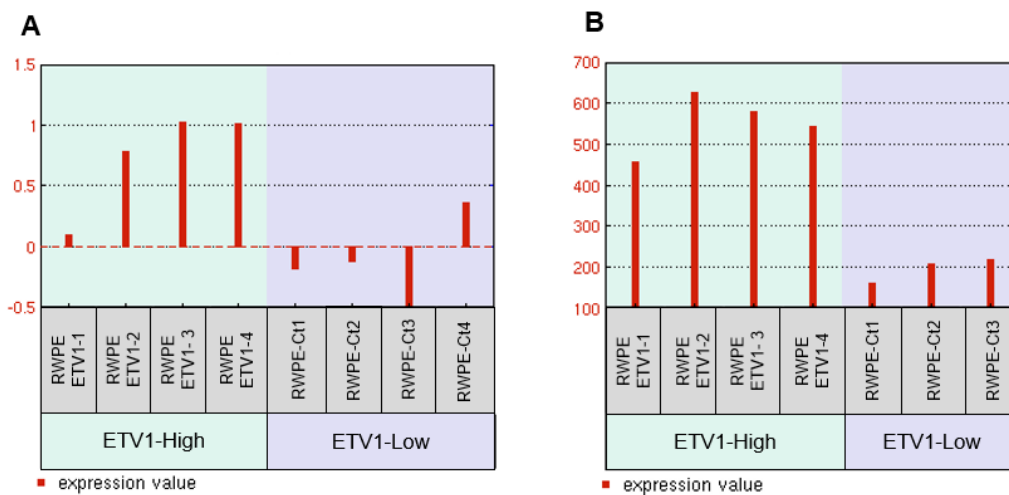 A
1.5
1
0.5
0
-0.5
RWPE
ETV1-1
RWPE
ETV1-2
RWPE
ETV1- 3
RWPE
ETV1-4
RWPE-Ct1
RWPE-Ct2
RWPE-Ct3
RWPE-Ct4
ETV1-High
ETV1-Low
expression value
B
700
600
500
400
300
200
100
RWPE
ETV1-1
RWPE
ETV1-2
RWPE
ETV1- 3
RWPE
ETV1-4
RWPE-Ct1
RWPE-Ct2
RWPE-Ct3
ETV1-High
ETV1-Low
expression value